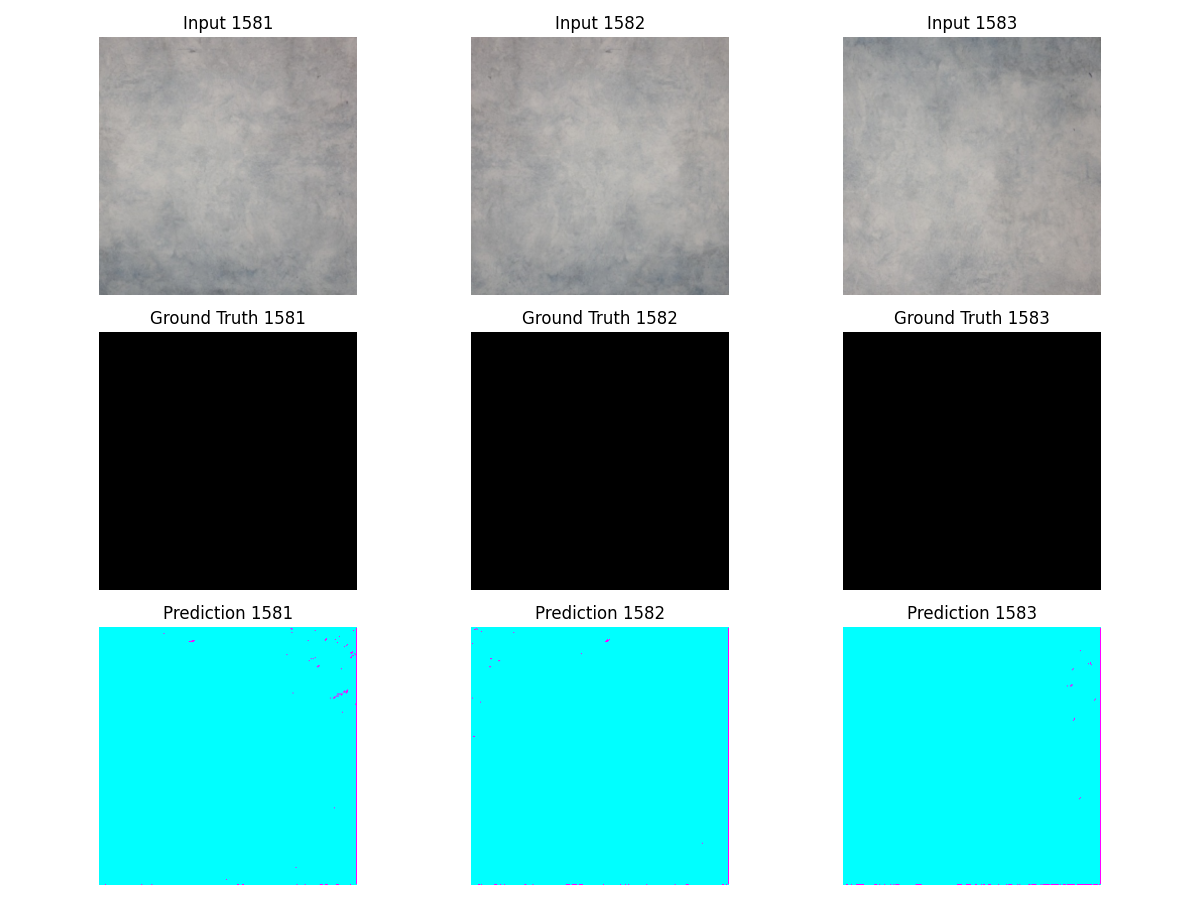 Input 1581
Input 1582
Input 1583
Ground Truth 1581
Ground Truth 1582
Ground Truth 1583
Prediction 1581
Prediction 1582
Prediction 1583